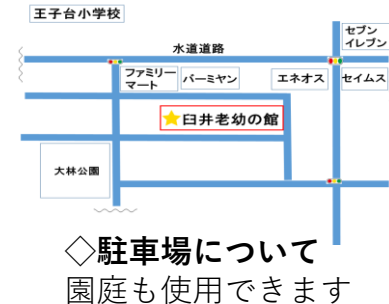 王子台小学校
セブン
イレブン
水道道路
ファミリー
マート
バーミヤン
エネオス
セイムス
臼井老幼の館
大林公園
◇駐車場について
園庭も使用できます